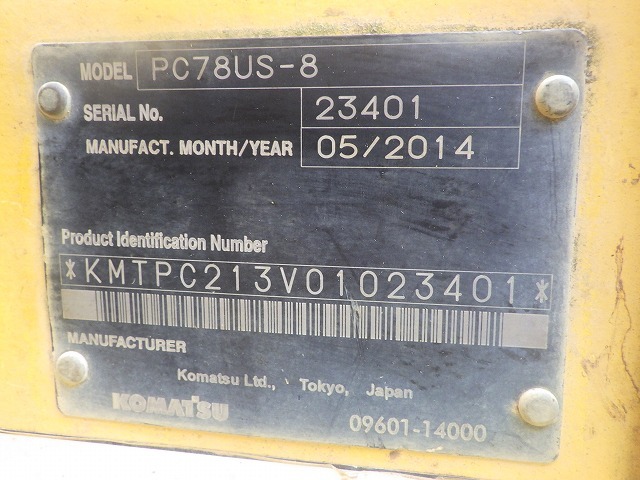 MODEL PC78US-8
SERIAL No. 23401
MANUFACT. MONTH/YEAR 05/2014
Product Identification Number
*KMTPC213V01023401*
MANUFACTURER
Komatsu Ltd., Tokyo, Japan
KOMATSU
09601-14000